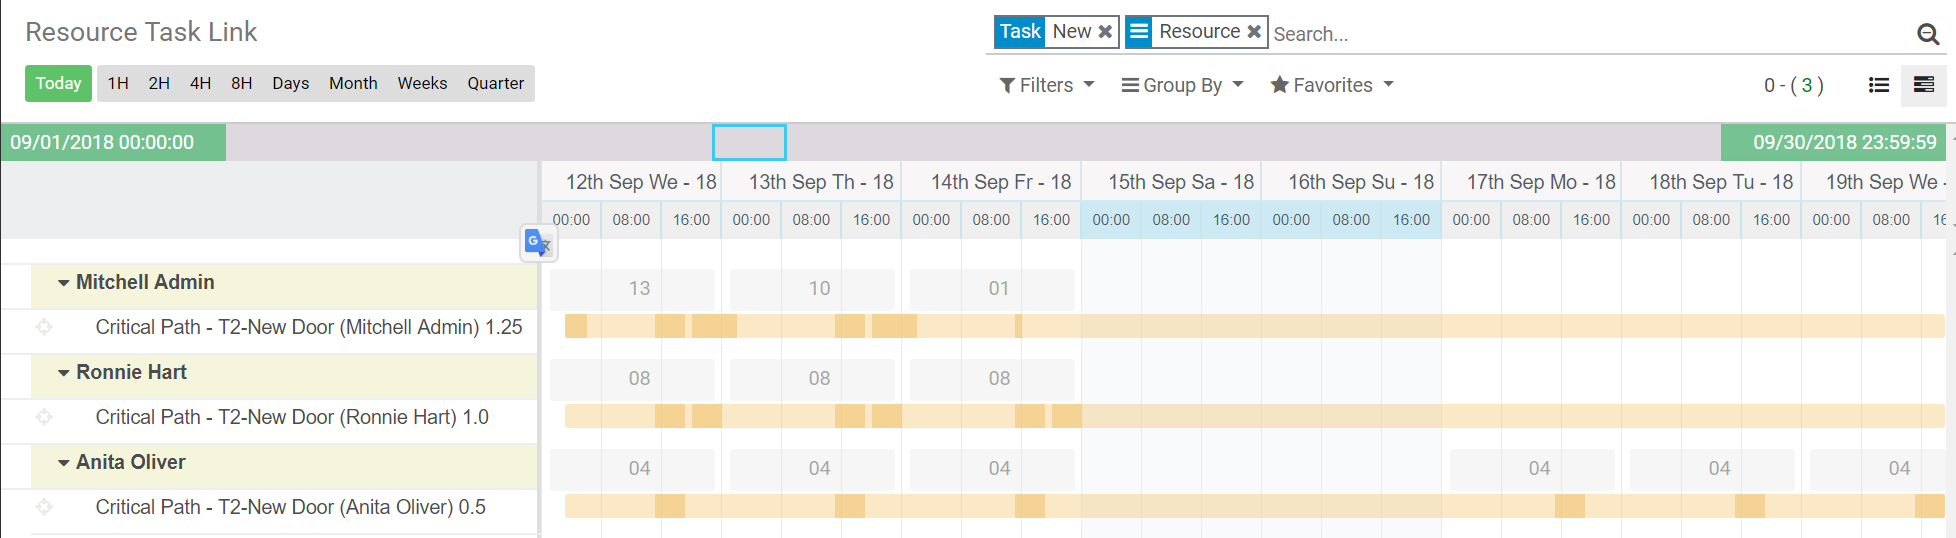 Resource Task Link
Task New Resource Search...
Today 1H 2H 4H 8H Days Month Weeks Quarter
Filters Group By Favorites 0 - ( 3 )
09/01/2018 00:00:00 09/30/2018 23:59:59
12th Sep We - 18 13th Sep Th - 18 14th Sep Fr - 18 15th Sep Sa - 18 16th Sep Su - 18 17th Sep Mo - 18 18th Sep Tu - 18 19th Sep We -
00:00 08:00 16:00 00:00 08:00 16:00 00:00 08:00 16:00 00:00 08:00 16:00 00:00 08:00 16:00 00:00 08:00 16:00 00:00 08:00 16:00 00:00 08:00 16
G 文
Mitchell Admin 13 10 01
Critical Path - T2-New Door (Mitchell Admin) 1.25
Ronnie Hart 08 08 08
Critical Path - T2-New Door (Ronnie Hart) 1.0
Anita Oliver 04 04 04 04 04 04
Critical Path - T2-New Door (Anita Oliver) 0.5